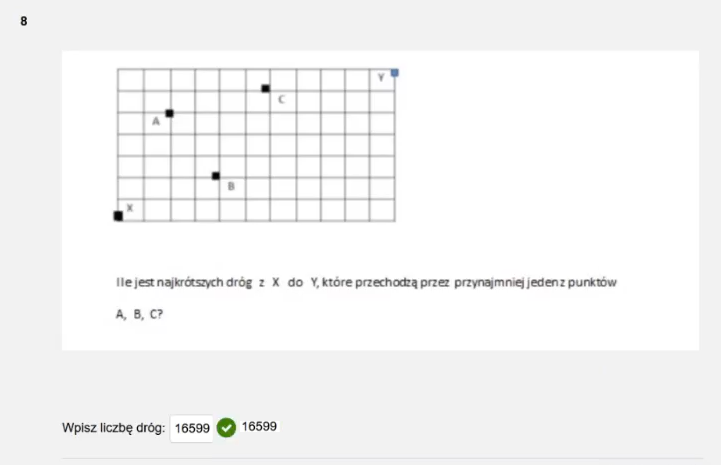 8
Y
C
A
B
X
Ile jest najkrótszych dróg z X do Y, które przechodzą przez przynajmniej jeden z punktów
A, B, C?
Wpisz liczbę dróg: 16599 16599